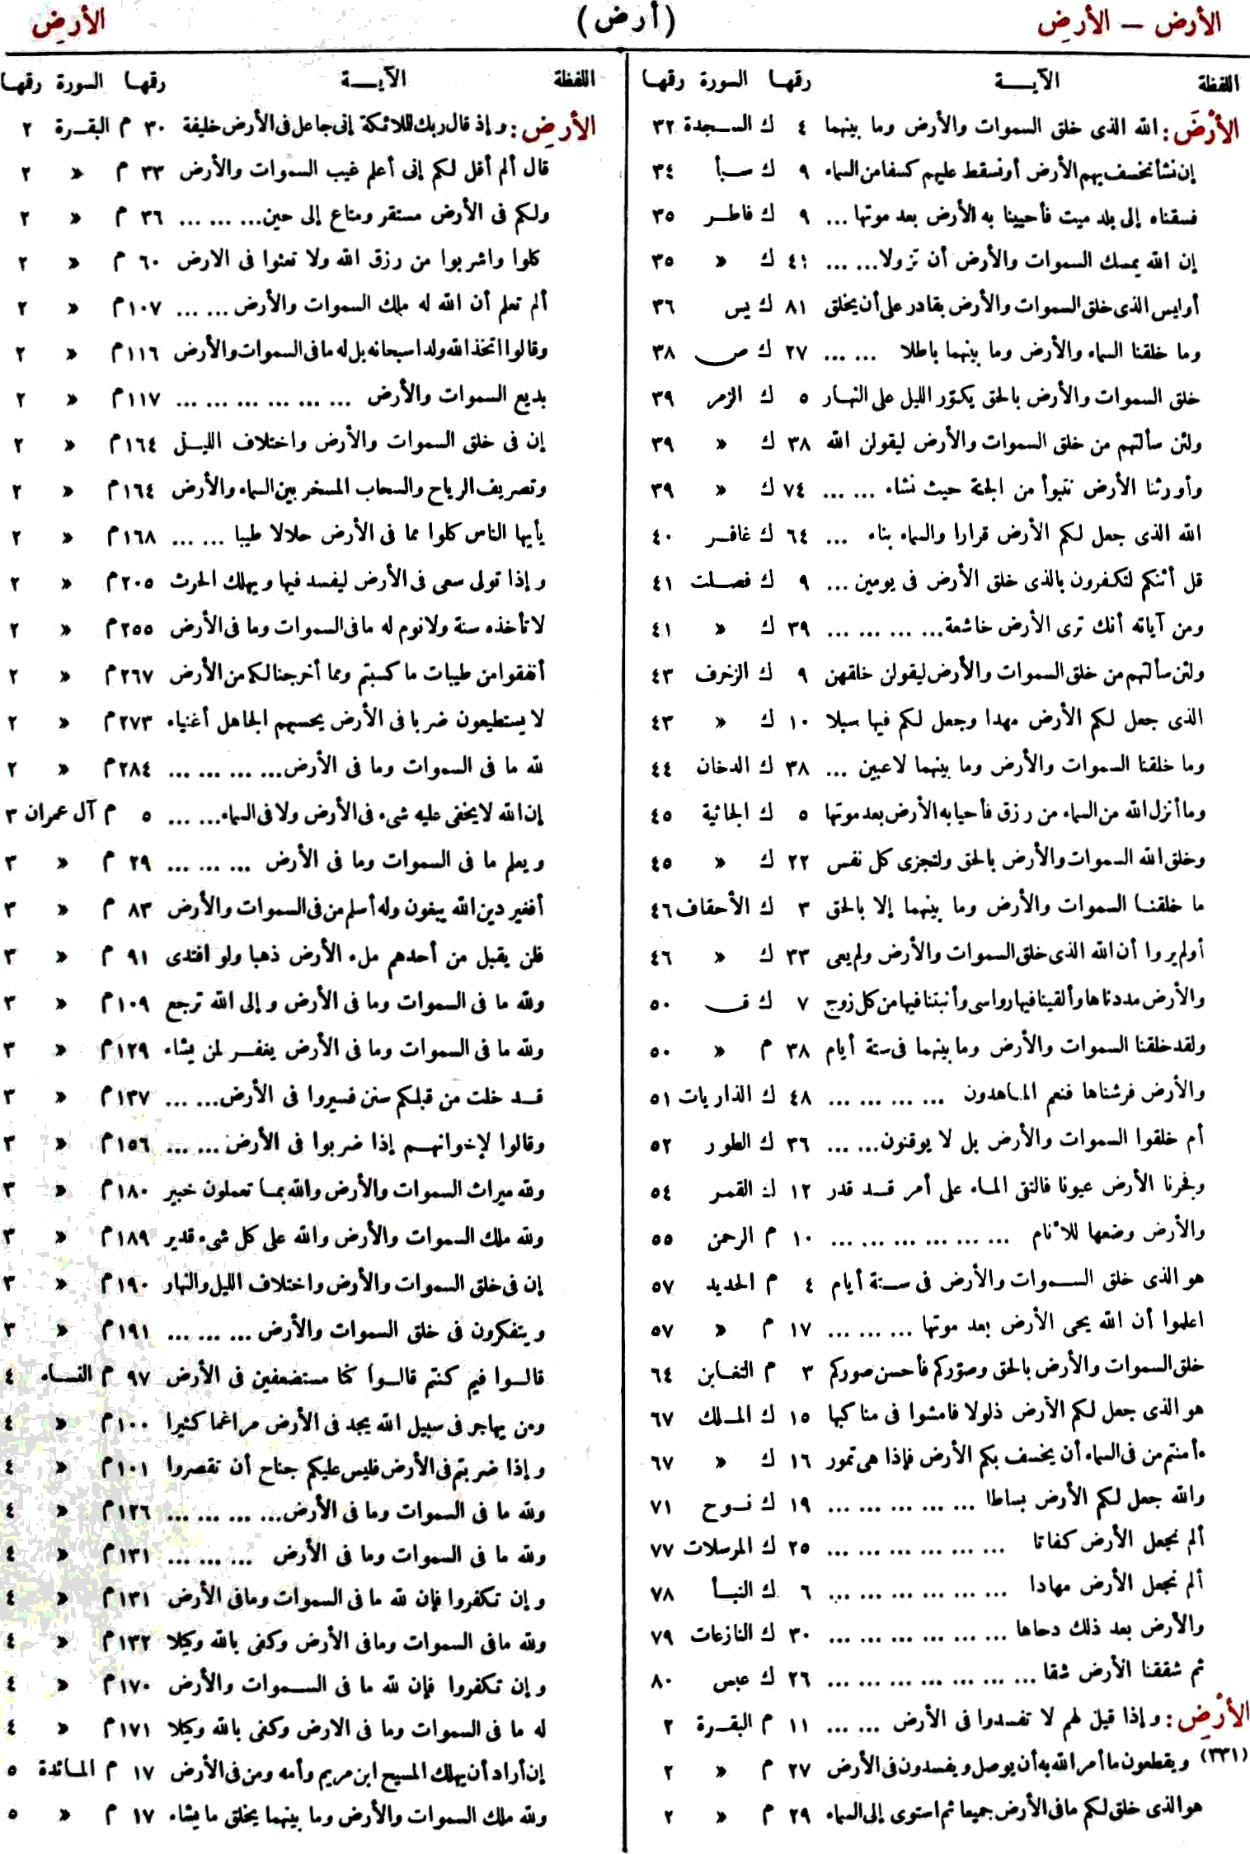 الأرض – الأرضِ
(أرض)
الأرضِ
اللفظة الآيــة رقمها السورة رقمها
الأَرْضَ: الله الذى خلق السموات والأرض وما بينهما ٤ ك السجدة ٣٢
إن نشأ نخسف بهم الأرض أو نسقط عليهم كسفا من السماء ٩ ك سبأ ٣٤
فسقناه إلى بلد ميت فأحيينا به الأرض بعد موتها ... ٩ ك فاطر ٣٥
إن الله يمسك السموات والأرض أن تزولا... ... ٤١ ك » ٣٥
أوليس الذى خلق السموات والأرض بقادر على أن يخلق ٨١ ك يس ٣٦
وما خلقنا السماء والأرض وما بينهما باطلا ... ... ٢٧ ك ص ٣٨
خلق السموات والأرض بالحق يكوّر الليل على النهار ٥ ك الزمر ٣٩
ولئن سألتهم من خلق السموات والأرض ليقولن الله ٣٨ ك » ٣٩
وأورثنا الأرض نتبوأ من الجنة حيث نشاء ... ... ٧٤ ك » ٣٩
الله الذى جعل لكم الأرض قرارا والسماء بناء ... ٦٤ ك غافر ٤٠
قل أئنكم لتكفرون بالذى خلق الأرض فى يومين ... ٩ ك فصلت ٤١
ومن آياته أنك ترى الأرض خاشعة... ... ... ... ٣٩ ك » ٤١
ولئن سألتهم من خلق السموات والأرض ليقولن خلقهن ٩ ك الزخرف ٤٣
الذى جعل لكم الأرض مهدا وجعل لكم فيها سبلا ١٠ ك » ٤٣
وما خلقنا السموات والأرض وما بينهما لاعبين ... ٣٨ ك الدخان ٤٤
وما أنزل الله من السماء من رزق فأحيا به الأرض بعد موتها ٥ ك الجاثية ٤٥
وخلق الله السموات والأرض بالحق ولتجزى كل نفس ٢٢ ك » ٤٥
ما خلقنا السموات والأرض وما بينهما إلا بالحق ٣ ك الأحقاف ٤٦
أولم يروا أن الله الذى خلق السموات والأرض ولم يعى ٣٣ ك » ٤٦
والأرض مددناها وألقينا فيها رواسى وأنبتنا فيها من كل زوج ٧ ك ق ٥٠
ولقد خلقنا السموات والأرض وما بينهما فى ستة أيام ٣٨ م » ٥٠
والأرض فرشناها فنعم الماهدون ... ... ... ... ٤٨ ك الذاريات ٥١
أم خلقوا السموات والأرض بل لا يوقنون... ... ٣٦ ك الطور ٥٢
وفجرنا الأرض عيونا فالتقى الماء على أمر قد قدر ١٢ ك القمر ٥٤
والأرض وضعها للأنام ... ... ... ... ... ... ١٠ م الرحمن ٥٥
هو الذى خلق السموات والأرض فى ستة أيام ٤ م الحديد ٥٧
اعلموا أن الله يحيى الأرض بعد موتها ... ... ... ١٧ م » ٥٧
خلق السموات والأرض بالحق وصوّركم فأحسن صوركم ٣ م التغابن ٦٤
هو الذى جعل لكم الأرض ذلولا فامشوا فى مناكبها ١٥ ك الملك ٦٧
ءأمنتم من فى السماء أن يخسف بكم الأرض فإذا هى تمور ١٦ ك » ٦٧
والله جعل لكم الأرض بساطا ... ... ... ... ... ١٩ ك نوح ٧١
ألم نجعل الأرض كفاتا ... ... ... ... ... ... ٢٥ ك المرسلات ٧٧
ألم نجعل الأرض مهادا ... ... ... ... ... ... ٦ ك النبأ ٧٨
والأرض بعد ذلك دحاها ... ... ... ... ... ... ٣٠ ك النازعات ٧٩
ثم شققنا الأرض شقا ... ... ... ... ... ... ... ٢٦ ك عبس ٨٠
الأَرْضِ: وإذا قيل لهم لا تفسدوا فى الأرض ... ... ١١ م البقرة ٢
(٣٣١) ويقطعون ما أمر الله به أن يوصل ويفسدون فى الأرض ٢٧ م » ٢
هو الذى خلق لكم ما فى الأرض جميعا ثم استوى إلى السماء ٢٩ م » ٢
اللفظة الآيــة رقمها السورة رقمها
الأرضِ: وإذ قال ربك للملائكة إنى جاعل فى الأرض خليفة ٣٠ م البقرة ٢
قال ألم أقل لكم إنى أعلم غيب السموات والأرض ٣٣ م » ٢
ولكم فى الأرض مستقر ومتاع إلى حين... ... ... ٣٦ م » ٢
كلوا واشربوا من رزق الله ولا تعثوا فى الارض ٦٠ م » ٢
ألم تعلم أن الله له ملك السموات والأرض ... ... ١٠٧ م » ٢
وقالوا اتخذ الله ولدا سبحانه بل له ما فى السموات والأرض ١١٦ م » ٢
بديع السموات والأرض ... ... ... ... ... ... ١١٧ م » ٢
إن فى خلق السموات والأرض واختلاف الليل ١٦٤ م » ٢
وتصريف الرياح والسحاب المسخر بين السماء والأرض ١٦٤ م » ٢
يأيها الناس كلوا مما فى الأرض حلالا طيبا ... ... ١٦٨ م » ٢
وإذا تولى سعى فى الأرض ليفسد فيها ويهلك الحرث ٢٠٥ م » ٢
لا تأخذه سنة ولا نوم له ما فى السموات وما فى الأرض ٢٥٥ م » ٢
أنفقوا من طيبات ما كسبتم ومما أخرجنا لكم من الأرض ٢٦٧ م » ٢
لا يستطيعون ضربا فى الأرض يحسبهم الجاهل أغنياء ٢٧٣ م » ٢
لله ما فى السموات وما فى الأرض... ... ... ... ٢٨٤ م » ٢
إن الله لا يخفى عليه شىء فى الأرض ولا فى السماء... ... ٥ م آل عمران ٣
ويعلم ما فى السموات وما فى الأرض ... ... ... ٢٩ م » ٣
أفغير دين الله يبغون وله أسلم من فى السموات والأرض ٨٣ م » ٣
فلن يقبل من أحدهم ملء الأرض ذهبا ولو افتدى ٩١ م » ٣
ولله ما فى السموات وما فى الأرض وإلى الله ترجع ١٠٩ م » ٣
ولله ما فى السموات وما فى الأرض يغفر لمن يشاء ١٢٩ م » ٣
قد خلت من قبلكم سنن فسيروا فى الأرض... ... ١٣٧ م » ٣
وقالوا لإخوانهم إذا ضربوا فى الأرض ... ... ١٥٦ م » ٣
ولله ميراث السموات والأرض والله بما تعملون خبير ١٨٠ م » ٣
ولله ملك السموات والأرض والله على كل شىء قدير ١٨٩ م » ٣
إن فى خلق السموات والأرض واختلاف الليل والنهار ١٩٠ م » ٣
ويتفكرون فى خلق السموات والأرض ... ... ... ١٩١ م » ٣
قالوا فيم كنتم قالوا كنا مستضعفين فى الأرض ٩٧ م النساء ٤
ومن يهاجر فى سبيل الله يجد فى الأرض مراغما كثيرا ١٠٠ م » ٤
وإذا ضربتم فى الأرض فليس عليكم جناح أن تقصروا ١٠١ م » ٤
ولله ما فى السموات وما فى الأرض... ... ... ... ١٢٦ م » ٤
ولله ما فى السموات وما فى الأرض ... ... ... ١٣١ م » ٤
وإن تكفروا فإن لله ما فى السموات وما فى الأرض ١٣١ م » ٤
ولله ما فى السموات وما فى الأرض وكفى بالله وكيلا ١٣٢ م » ٤
وإن تكفروا فإن لله ما فى السموات والأرض ١٧٠ م » ٤
له ما فى السموات وما فى الارض وكفى بالله وكيلا ١٧١ م » ٤
إن أراد أن يهلك المسيح ابن مريم وأمه ومن فى الأرض ١٧ م المائدة ٥
ولله ملك السموات والأرض وما بينهما يخلق ما يشاء ١٧ م » ٥